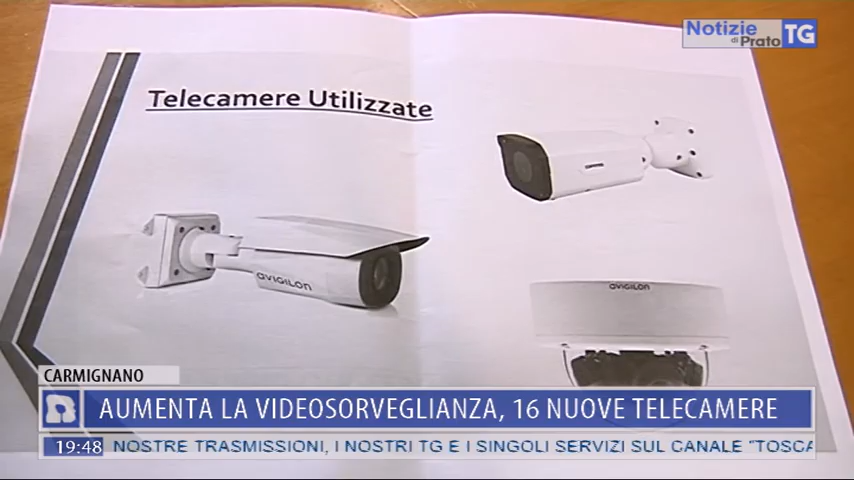 Notizie
di Prato TG
Telecamere Utilizzate
AVIGILON
AVIGILON
CARMIGNANO
AUMENTA LA VIDEOSORVEGLIANZA, 16 NUOVE TELECAMERE
19:48 NOSTRE TRASMISSIONI, I NOSTRI TG E I SINGOLI SERVIZI SUL CANALE "TOSCA